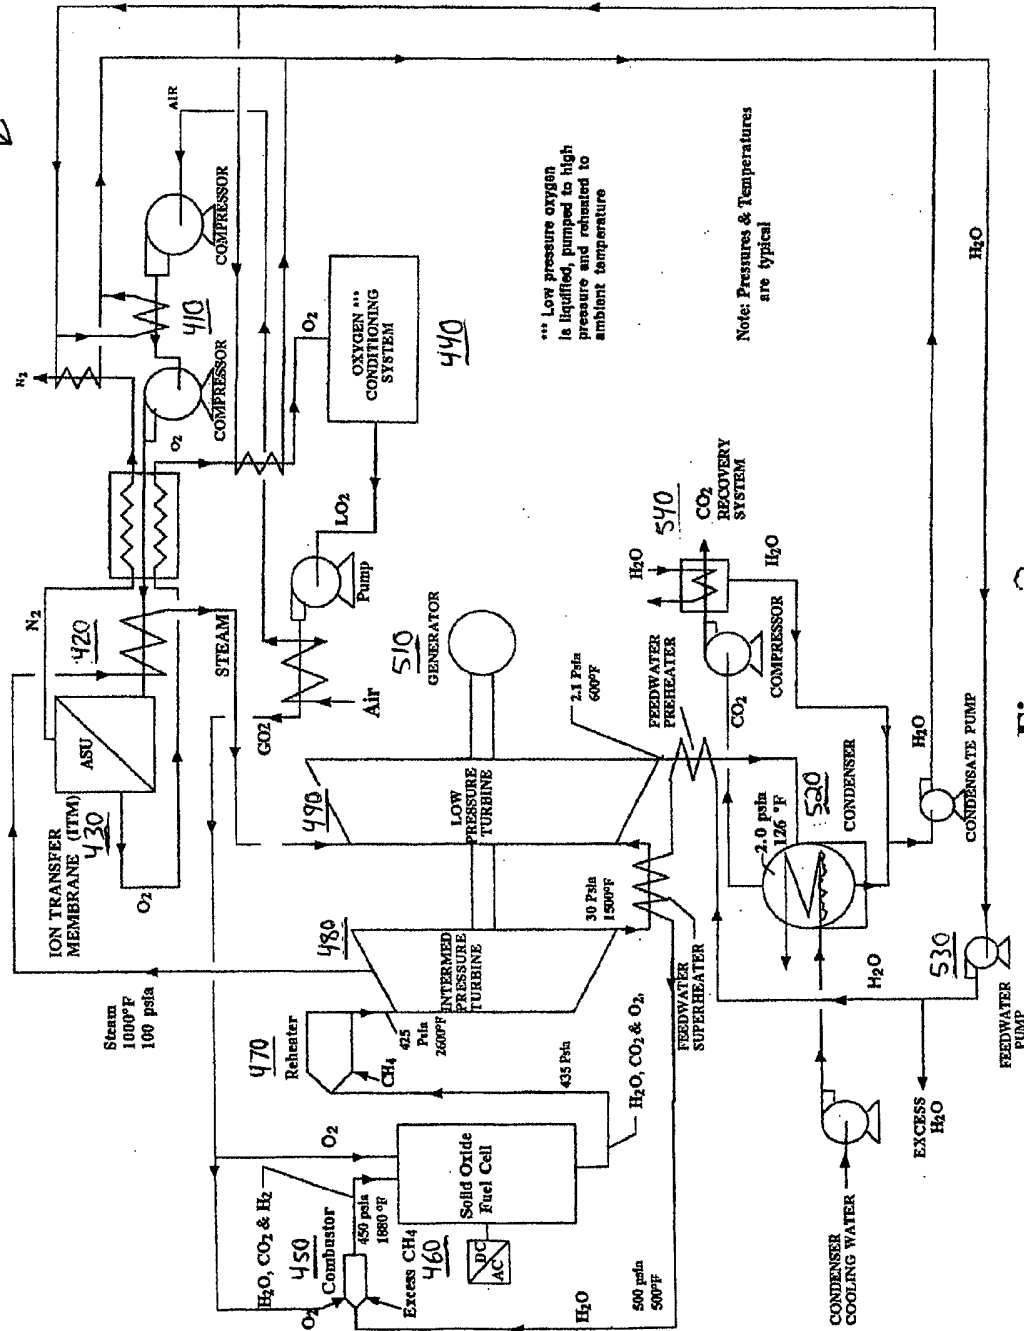 Steam
1000°F
100 psia
ION TRANSFER
MEMBRANE (ITM)
430
ASU
O2
N2
420
STEAM
N2
O2
COMPRESSOR
410
COMPRESSOR
AIR
H2O, CO2 & H2
O2
450
Combustor
450 psia
1880 °F
O2
Excess CH4
460
DC
AC
Solid Oxide
Fuel Cell
470
Reheater
CH4
425
Psia
2600°F
435 Psia
H2O, CO2 & O2,
480
INTERMED
PRESSURE
TURBINE
490
LOW
PRESSURE
TURBINE
30 Psia
1500°F
GO2
Air
Pump
LO2
O2
OXYGEN ***
CONDITIONING
SYSTEM
440
510
GENERATOR
2.1 Psia
600°F
*** Low pressure oxygen
is liquified, pumped to high
pressure and reheated to
ambient temperature
Note: Pressures & Temperatures
are typical
H2O
500 psia
500°F
FEEDWATER
SUPERHEATER
FEEDWATER
PREHEATER
CO2
COMPRESSOR
H2O
540
CO2
RECOVERY
SYSTEM
H2O
2.0 psia
126 °F
520
CONDENSER
CONDENSER
COOLING WATER
H2O
EXCESS
H2O
530
FEEDWATER
PUMP
H2O
CONDENSATE PUMP
H2O